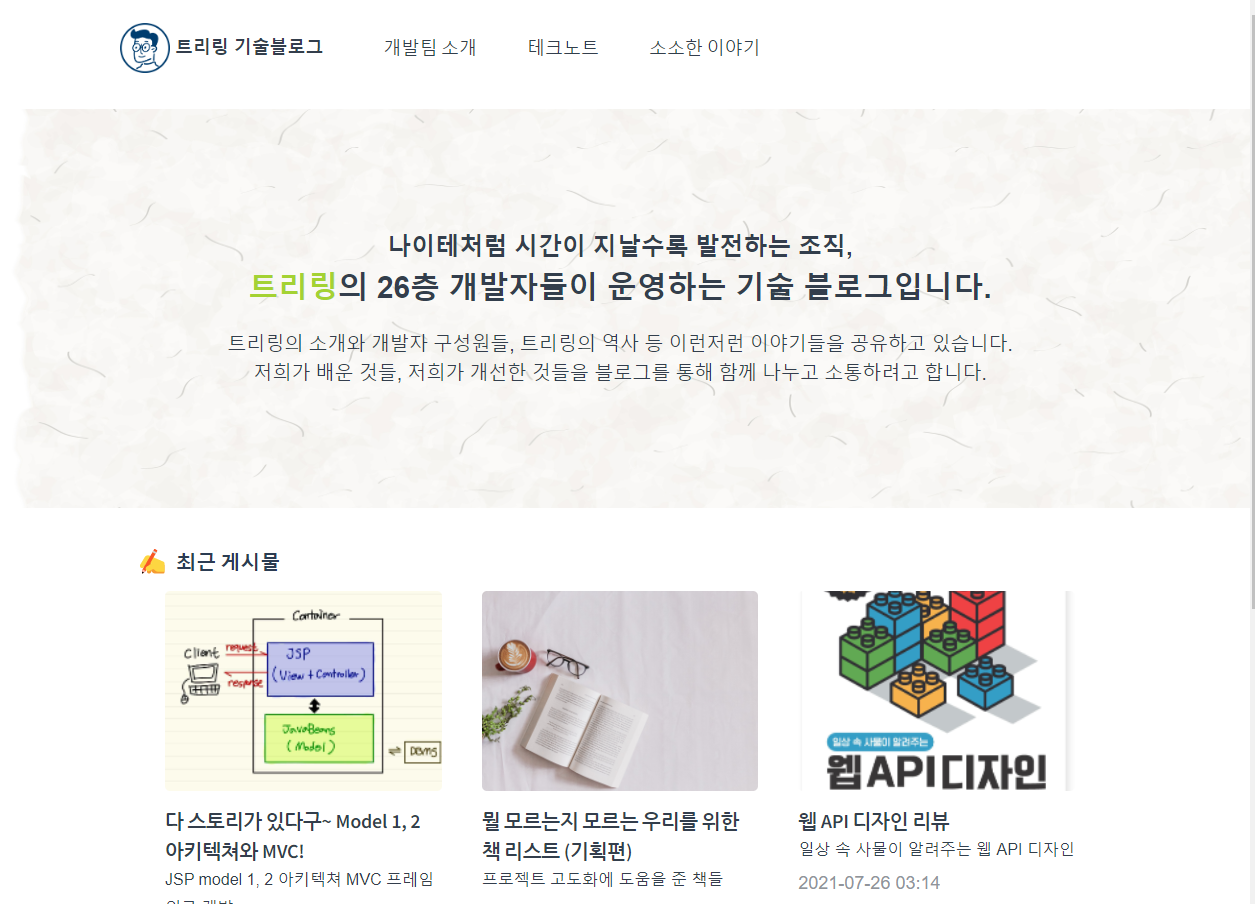 트리링 기술블로그
개발팀 소개
테크노트
소소한 이야기
나이테처럼 시간이 지날수록 발전하는 조직,
트리링의 26층 개발자들이 운영하는 기술 블로그입니다.
트리링의 소개와 개발자 구성원들, 트리링의 역사 등 이런저런 이야기들을 공유하고 있습니다.
저희가 배운 것들, 저희가 개선한 것들을 블로그를 통해 함께 나누고 소통하려고 합니다.
최근 게시물
Container
Client
request
response
JSP
(View + Controller)
JavaBeans
(Model)
DBMS
다 스토리가 있다구~ Model 1, 2
아키텍쳐와 MVC!
JSP model 1, 2 아키텍쳐 MVC 프레임
뭘 모르는지 모르는 우리를 위한
책 리스트 (기획편)
프로젝트 고도화에 도움을 준 책들
일상 속 사물이 알려주는
웹 API 디자인
웹 API 디자인 리뷰
일상 속 사물이 알려주는 웹 API 디자인
2021-07-26 03:14